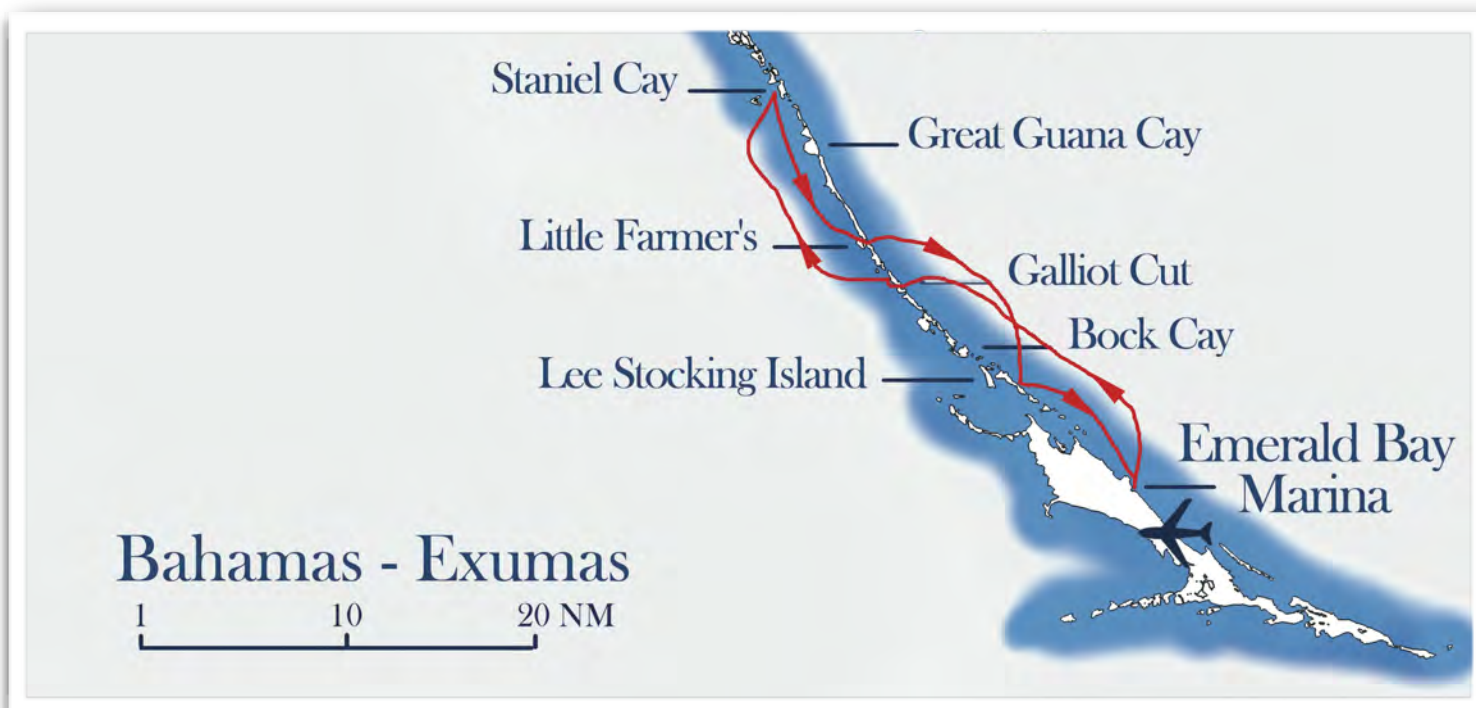 Staniel Cay
Great Guana Cay
Little Farmer's
Galliot Cut
Bock Cay
Lee Stocking Island
Emerald Bay
Marina
Bahamas - Exumas
1 10 20 NM